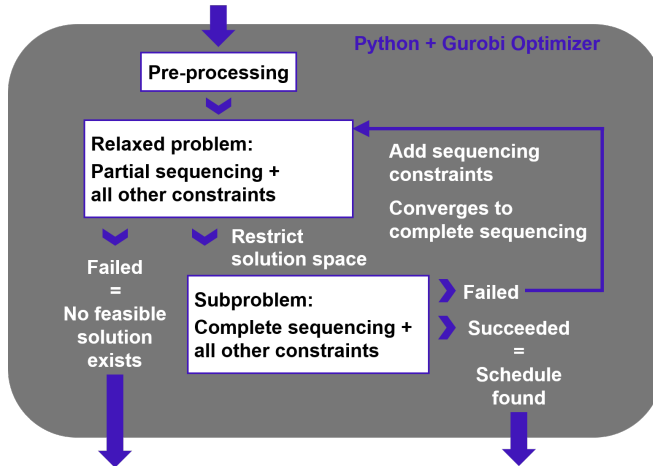 Python + Gurobi Optimizer
Pre-processing
Relaxed problem:
Partial sequencing +
all other constraints
Add sequencing
constraints
Converges to
complete sequencing
Restrict
solution space
Failed
=
No feasible
solution
exists
Subproblem:
Complete sequencing +
all other constraints
Failed
Succeeded
=
Schedule
found